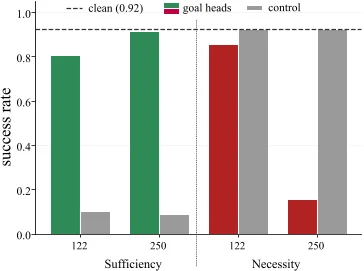 clean (0.92) goal heads control
success rate
1.0
0.8
0.6
0.4
0.2
0.0
122 250 122 250
Sufficiency Necessity